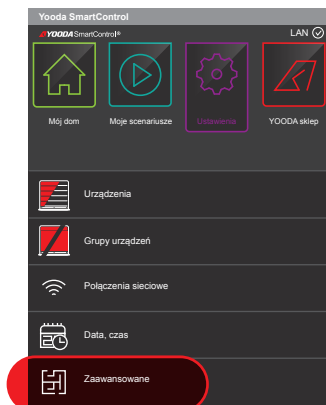 Yooda SmartControl
YOODA SmartControl® LAN
Mój dom Moje scenariusze Ustawienia YOODA sklep
Urządzenia
Grupy urządzeń
Połączenia sieciowe
Data, czas
Zaawansowane